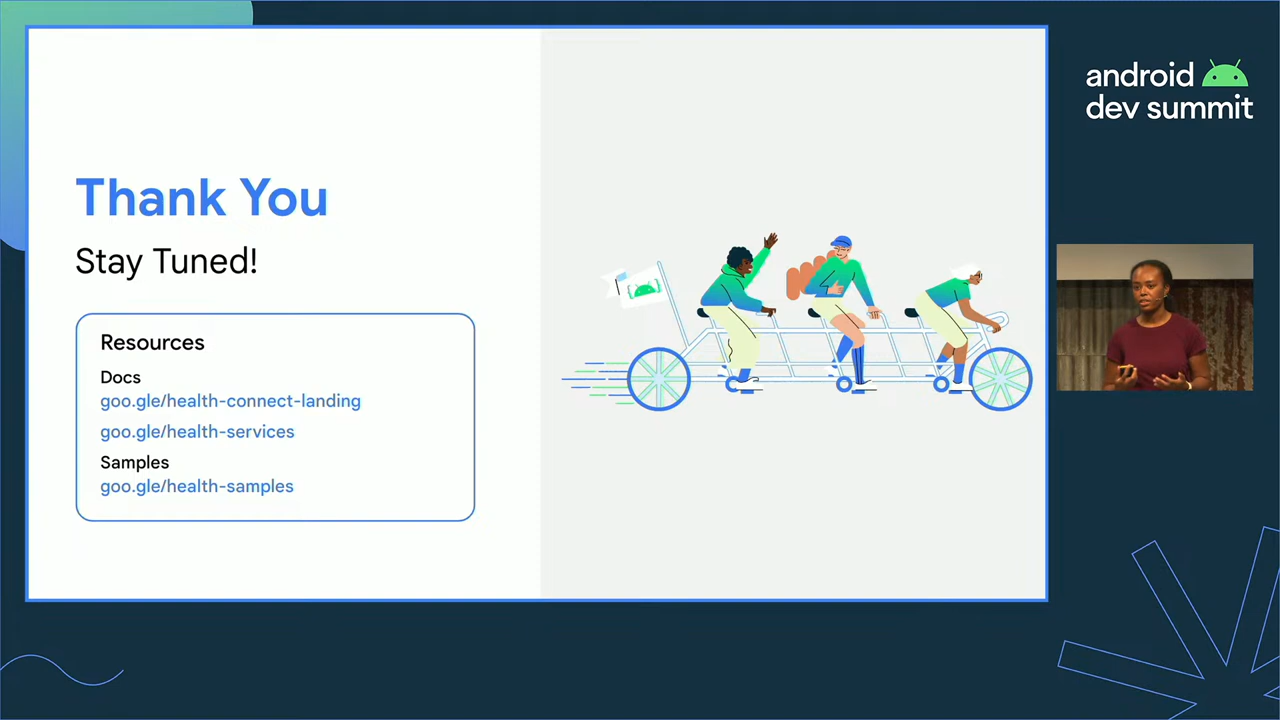 Thank You
Stay Tuned!
Resources
Docs
goo.gle/health-connect-landing
goo.gle/health-services
Samples
goo.gle/health-samples
android
dev summit